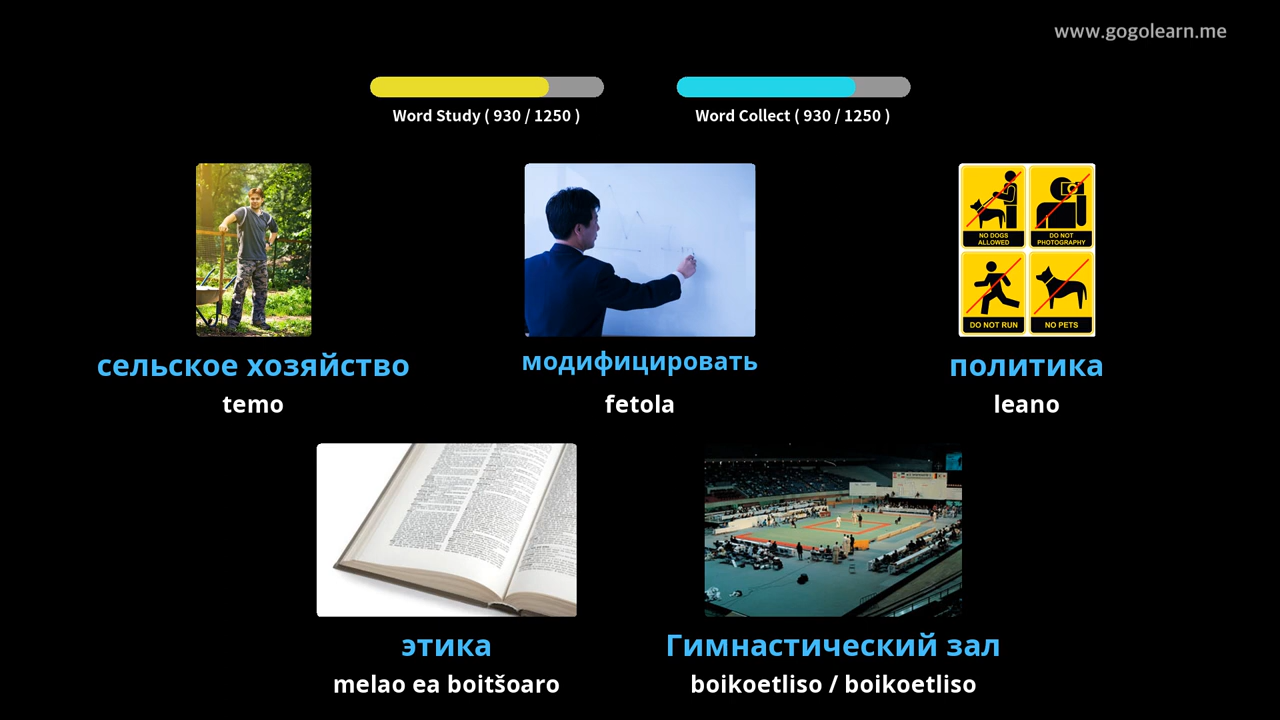 www.gogolearn.me
Word Study ( 930 / 1250 )
Word Collect ( 930 / 1250 )
NO DOGS
ALLOWED
DO NOT
PHOTOGRAPHY
DO NOT RUN
NO PETS
сельское хозяйство
модифицировать
политика
temo
fetola
leano
этика
Гимнастический зал
melao ea boitšoaro
boikoetliso / boikoetliso